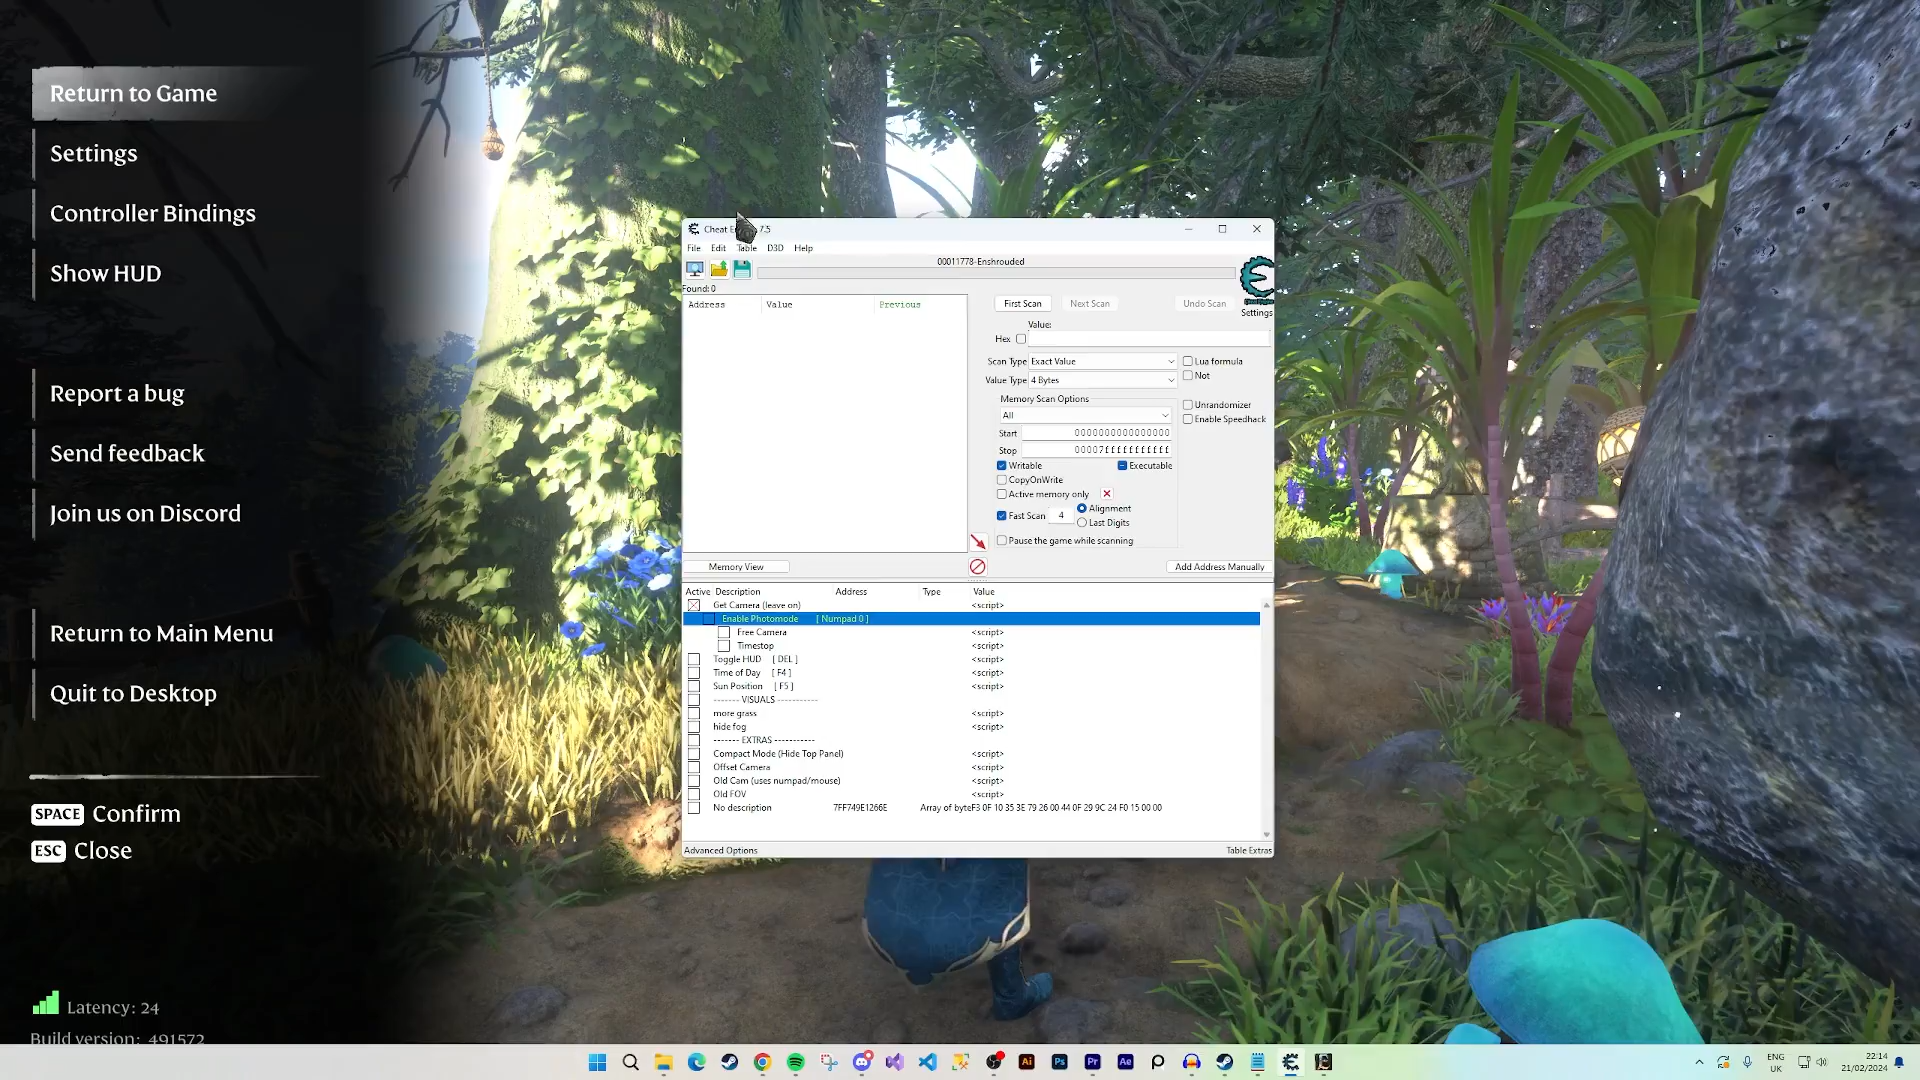 Return to Game
Settings
Controller Bindings
Show HUD
Report a bug
Send feedback
Join us on Discord
Return to Main Menu
Quit to Desktop
SPACE Confirm
ESC Close
Latency: 24
Build version: 491572
Cheat E 7.5
File Edit Table D3D Help
00011778-Enshrouded
Found: 0
Address Value Previous
First Scan Next Scan Undo Scan
Settings
Value:
Hex
Scan Type Exact Value Lua formula
Not
Value Type 4 Bytes
Memory Scan Options
All
Unrandomizer
Enable Speedhack
Start 0000000000000000
Stop 00007fffffffffff
Writable Executable
CopyOnWrite
Active memory only
Fast Scan 4 Alignment
Last Digits
Pause the game while scanning
Memory View Add Address Manually
Active Description Address Type Value
Get Camera (leave on) <script>
Enable Photomode [ Numpad 0 ]
Free Camera <script>
Timestop <script>
Toggle HUD [ DEL ] <script>
Time of Day [ F4 ] <script>
Sun Position [ F5 ] <script>
------- VISUALS -----------
more grass <script>
hide fog <script>
------- EXTRAS -----------
Compact Mode (Hide Top Panel) <script>
Offset Camera <script>
Old Cam (uses numpad/mouse) <script>
Old FOV <script>
No description 7FF749E1266E Array of byte F3 0F 10 35 3E 79 26 00 44 0F 29 9C 24 F0 15 00 00
Advanced Options Table Extras
Ai Ps Pr Ae
ENG
UK
22:14
21/02/2024